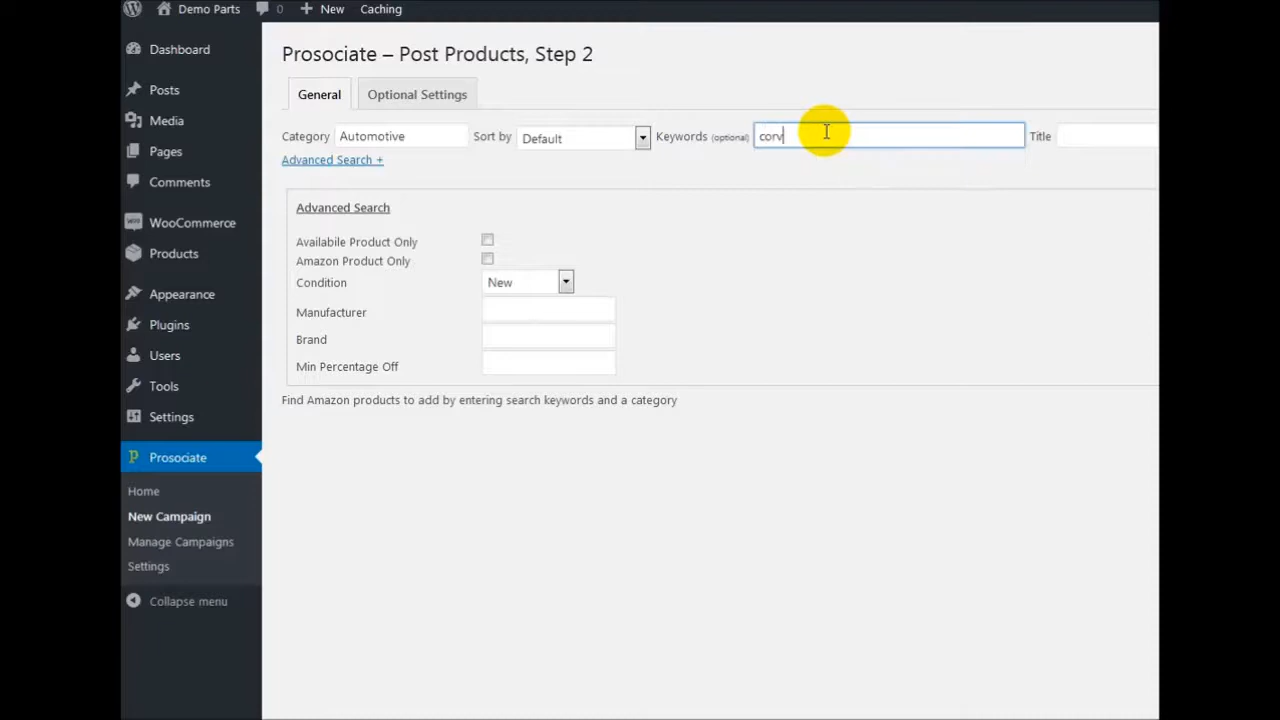 Demo Parts 0 New Caching
Prosociate – Post Products, Step 2
General Optional Settings
Category Automotive Sort by Default Keywords (optional) corv Title
Advanced Search +
Advanced Search
Availabile Product Only
Amazon Product Only
Condition New
Manufacturer
Brand
Min Percentage Off
Find Amazon products to add by entering search keywords and a category
Dashboard
Posts
Media
Pages
Comments
WooCommerce
Products
Appearance
Plugins
Users
Tools
Settings
Prosociate
Home
New Campaign
Manage Campaigns
Settings
Collapse menu